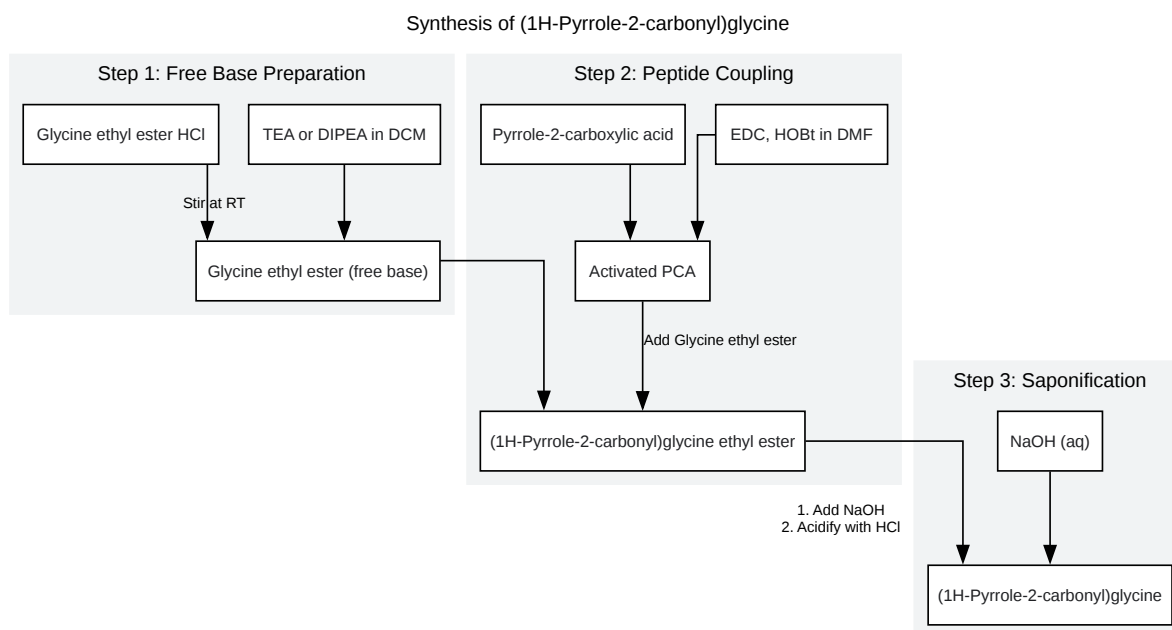 Synthesis of (1H-Pyrrole-2-carbonyl)glycine
Step 1: Free Base Preparation
Glycine ethyl ester HCl
TEA or DIPEA in DCM
Stir at RT
Glycine ethyl ester (free base)
Step 2: Peptide Coupling
Pyrrole-2-carboxylic acid
EDC, HOBt in DMF
Activated PCA
Add Glycine ethyl ester
(1H-Pyrrole-2-carbonyl)glycine ethyl ester
Step 3: Saponification
NaOH (aq)
1. Add NaOH
2. Acidify with HCl
(1H-Pyrrole-2-carbonyl)glycine